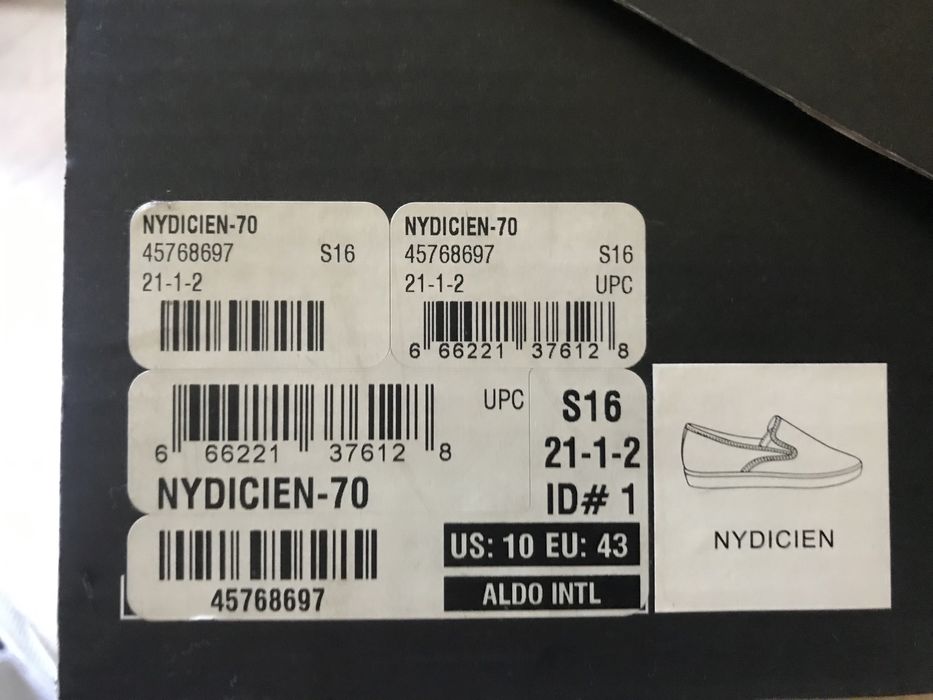 NYDICIEN-70
45768697 S16
21-1-2
NYDICIEN-70
45768697 S16
21-1-2 UPC
6 66221 37612 8
UPC
6 66221 37612 8
NYDICIEN-70
S16
21-1-2
ID# 1
US: 10 EU: 43
45768697
ALDO INTL
NYDICIEN